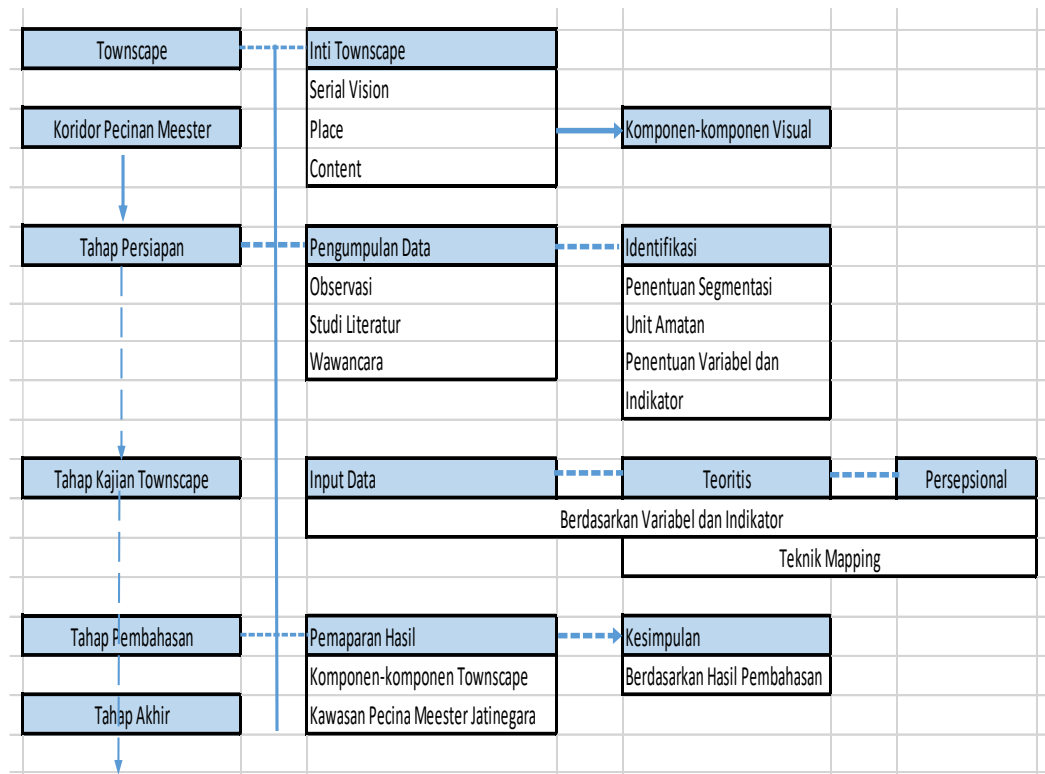 Townscape
Inti Townscape
Serial Vision
Koridor Pecinan Meester
Place
Komponen-komponen Visual
Content
Tahap Persiapan
Pengumpulan Data
Identifikasi
Observasi
Penentuan Segmentasi
Studi Literatur
Unit Amatan
Wawancara
Penentuan Variabel dan
Indikator
Tahap Kajian Townscape
Input Data
Teoritis
Persepsional
Berdasarkan Variabel dan Indikator
Teknik Mapping
Tahap Pembahasan
Pemaparan Hasil
Kesimpulan
Komponen-komponen Townscape
Berdasarkan Hasil Pembahasan
Tahap Akhir
Kawasan Pecina Meester Jatinegara